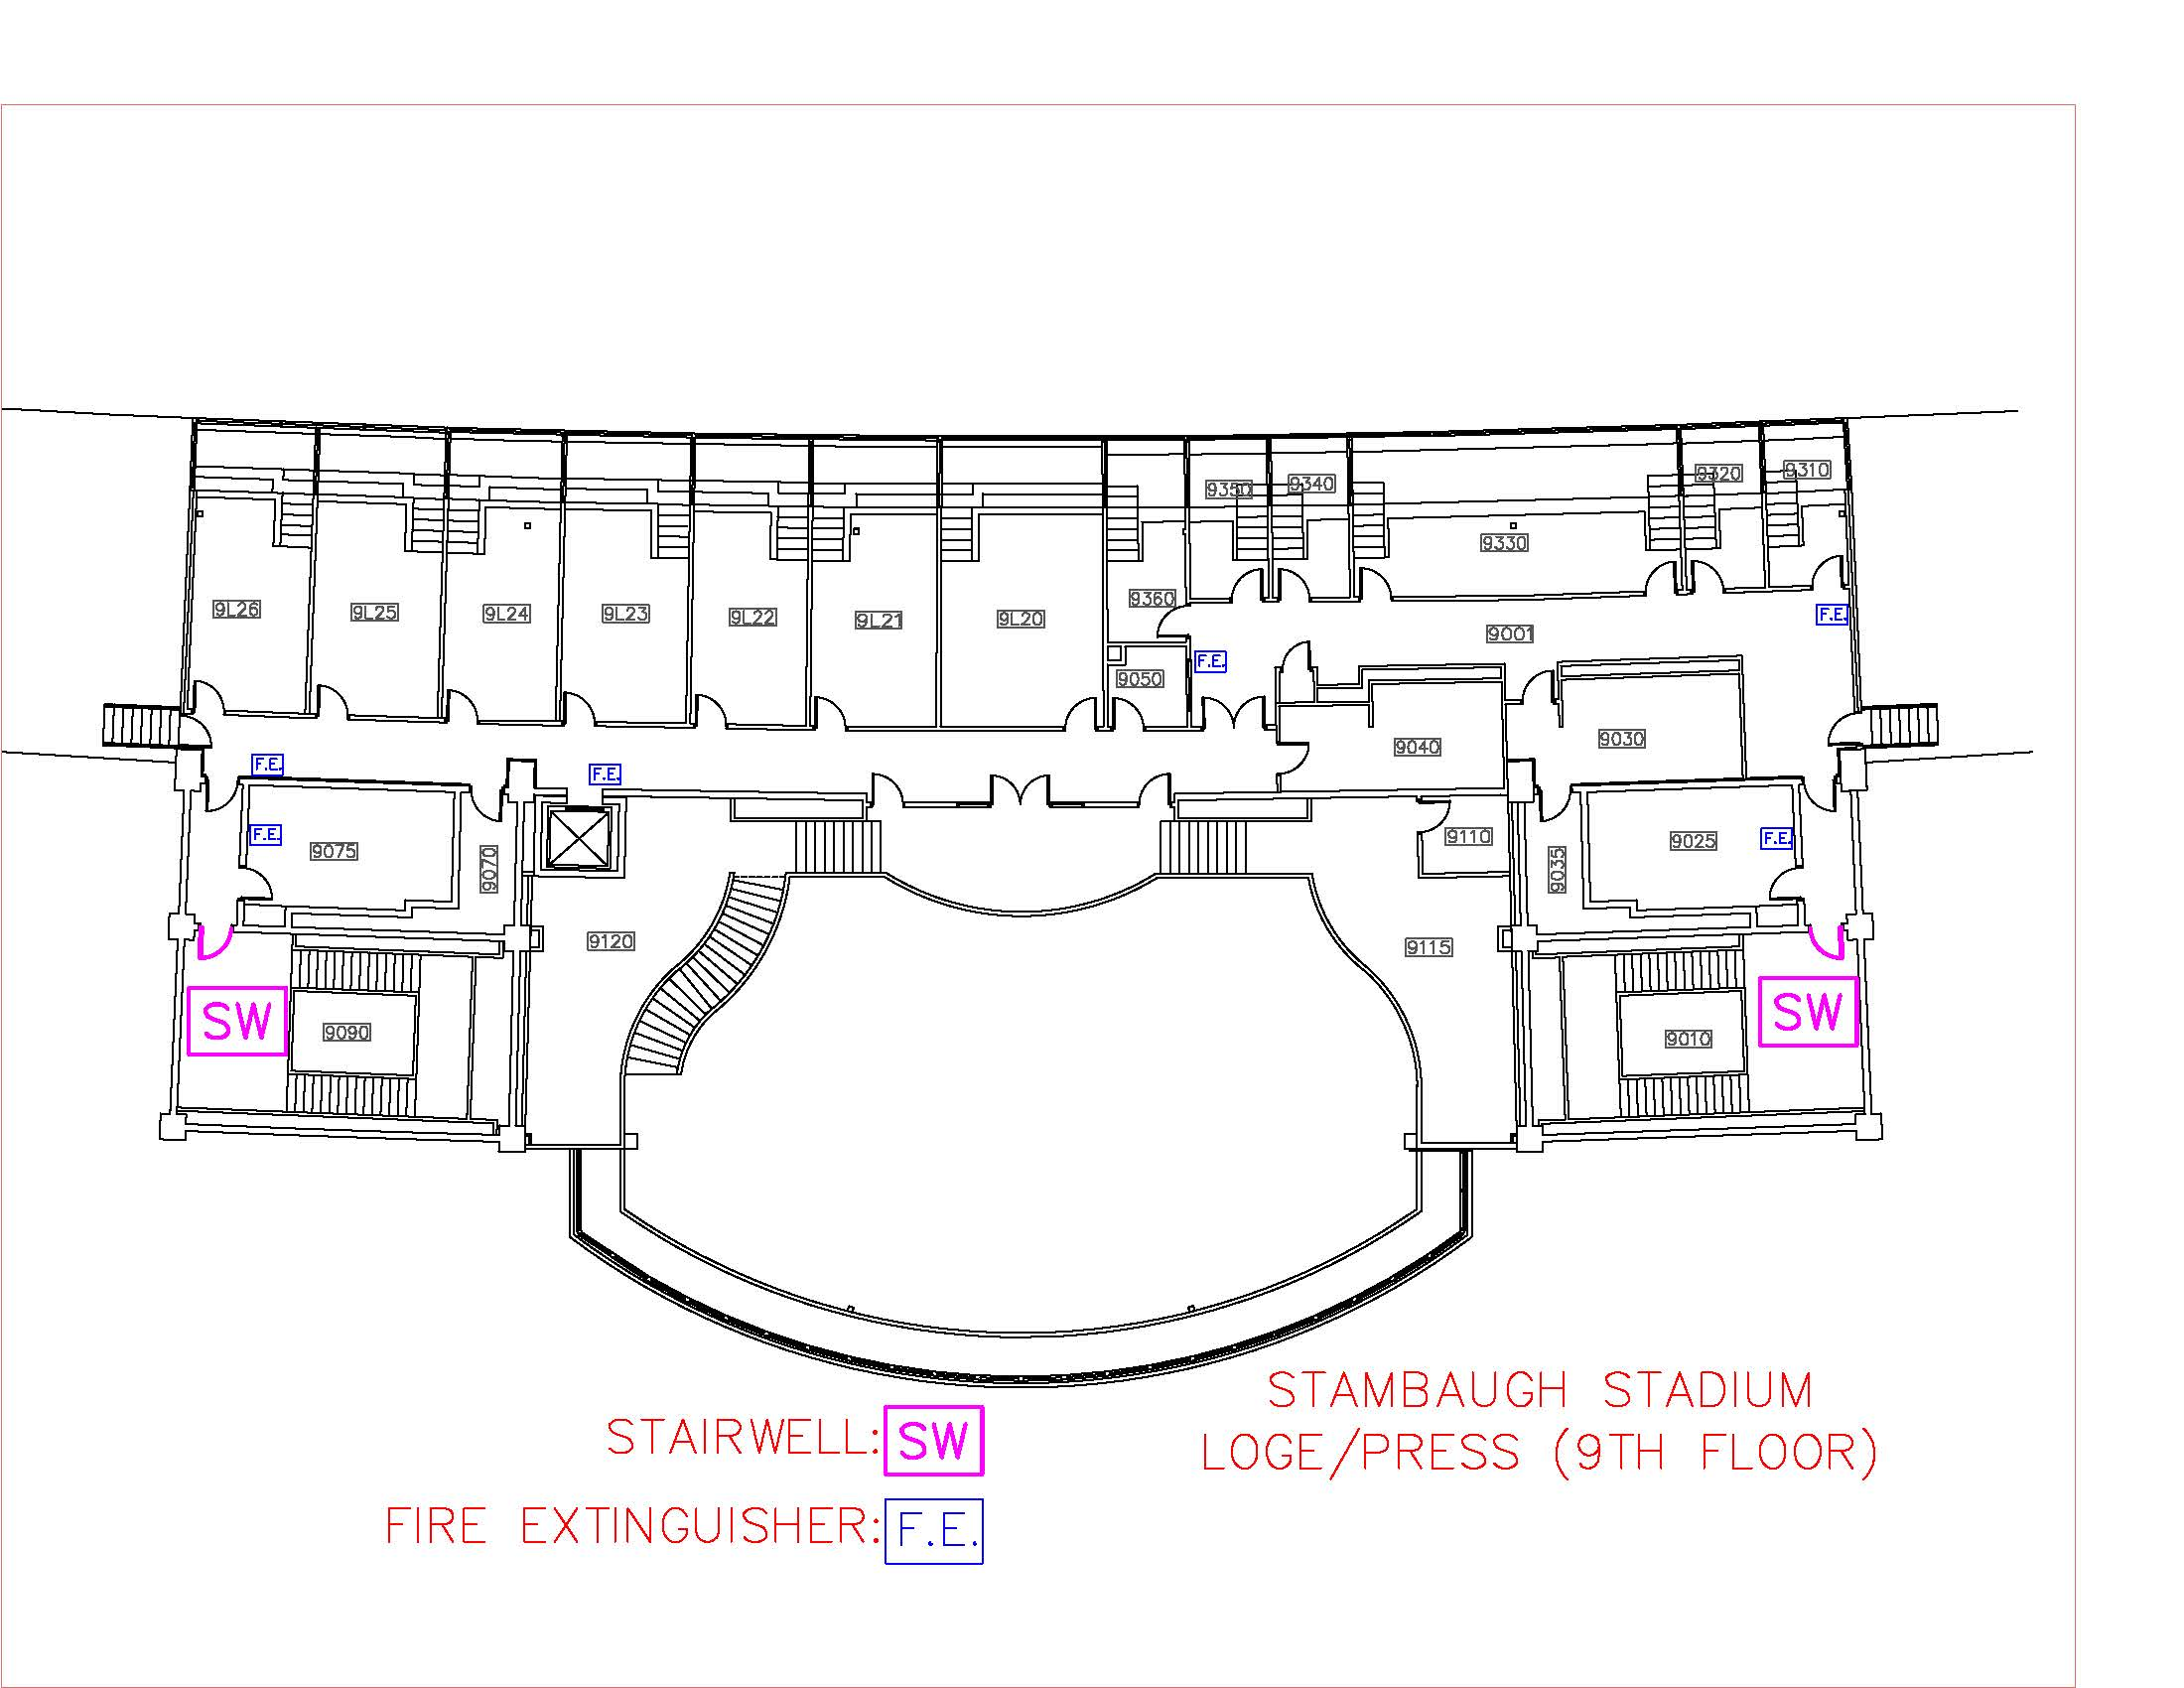 9350
9340
9320
9310
9330
9L26
9L25
9L24
9L23
9L22
9L21
9L20
9360
9001
F.E.
F.E.
9050
F.E.
F.E.
9040
9030
F.E.
9075
9070
9110
9035
9025
F.E.
9120
9115
SW
9090
9010
SW
STAMBAUGH STADIUM
LOGE/PRESS (9TH FLOOR)
STAIRWELL: SW
FIRE EXTINGUISHER: F.E.